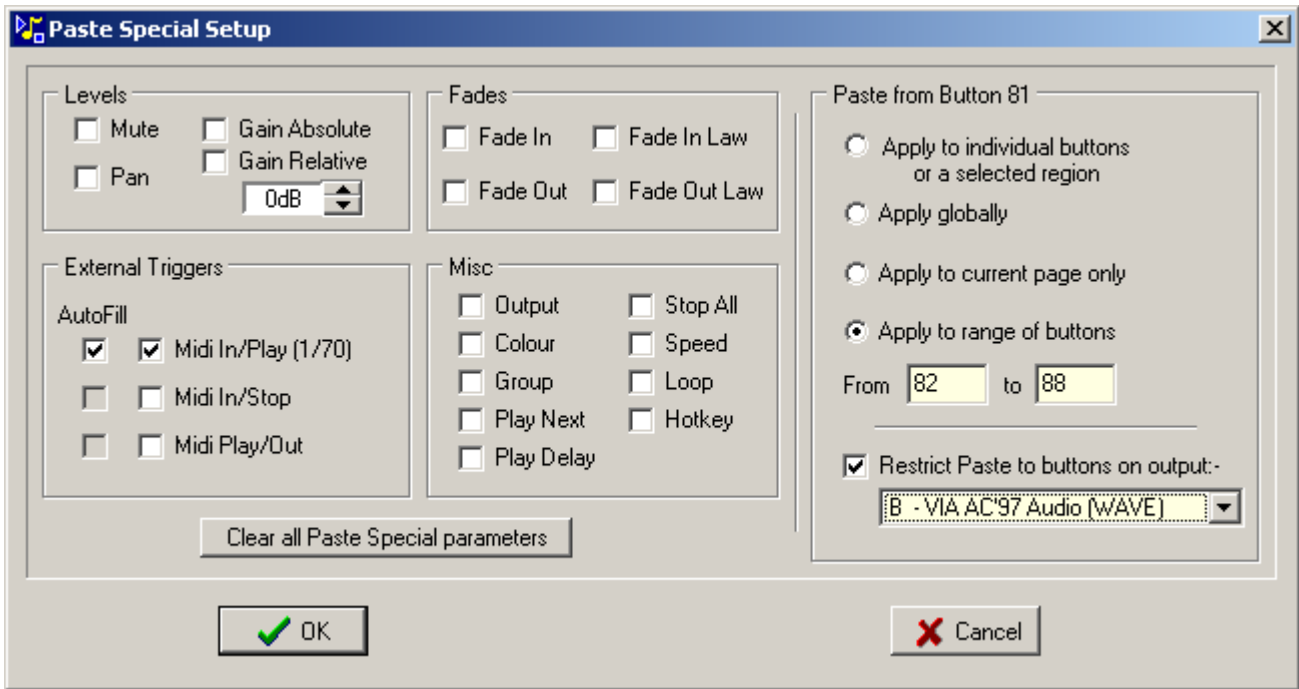 Paste Special Setup
Levels
Mute
Gain Absolute
Gain Relative
Pan
0dB
Fades
Fade In
Fade In Law
Fade Out
Fade Out Law
External Triggers
AutoFill
Midi In/Play (1/70)
Midi In/Stop
Midi Play/Out
Misc
Output
Stop All
Colour
Speed
Group
Loop
Play Next
Hotkey
Play Delay
Clear all Paste Special parameters
Paste from Button 81
Apply to individual buttons
or a selected region
Apply globally
Apply to current page only
Apply to range of buttons
From 82 to 88
Restrict Paste to buttons on output:-
B - VIA AC'97 Audio (WAVE)
OK
Cancel